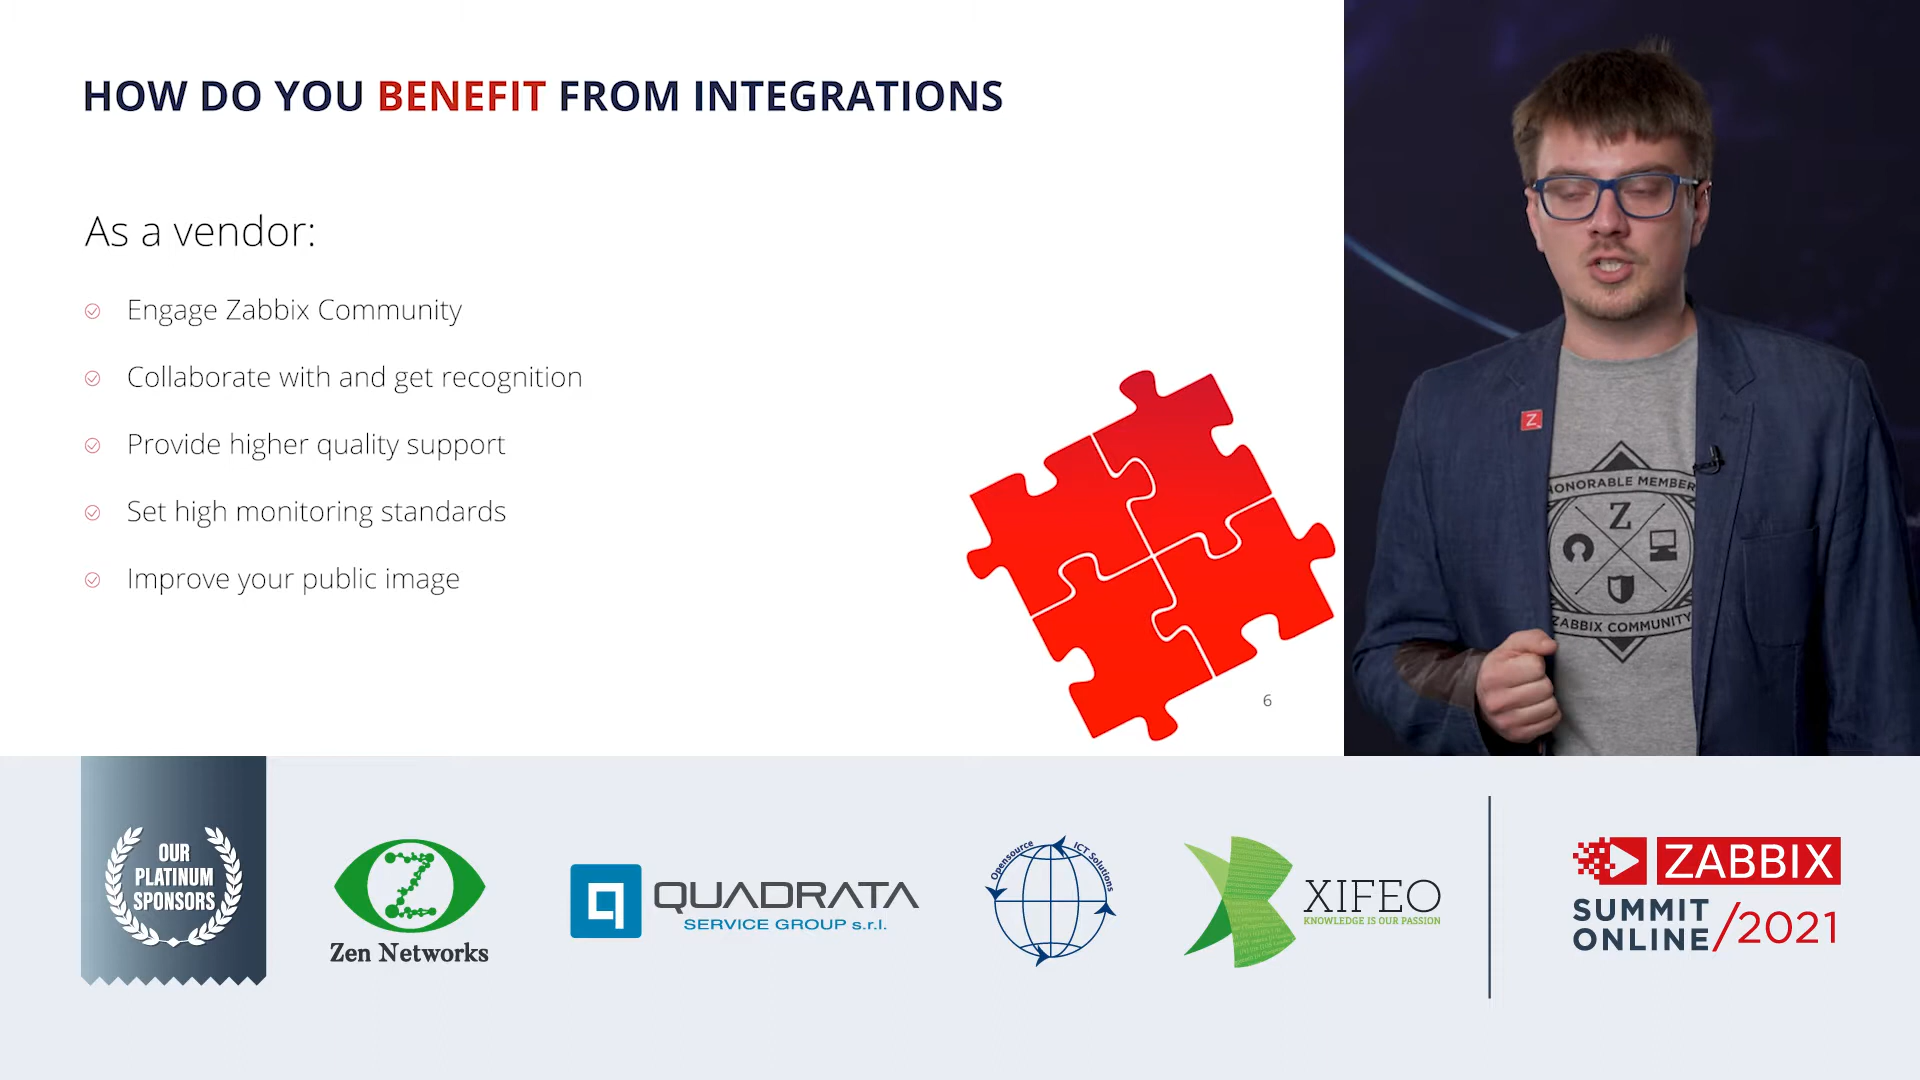 HOW DO YOU BENEFIT FROM INTEGRATIONS
As a vendor:
Engage Zabbix Community
Collaborate with and get recognition
Provide higher quality support
Set high monitoring standards
Improve your public image
6
Z
HONORABLE MEMBER
Z
ZABBIX COMMUNITY
OUR
PLATINUM
SPONSORS
Zen Networks
QUADRATA
SERVICE GROUP s.r.l.
Opensource ICT Solutions
XIFEO
KNOWLEDGE IS OUR PASSION
ZABBIX
SUMMIT
ONLINE/2021